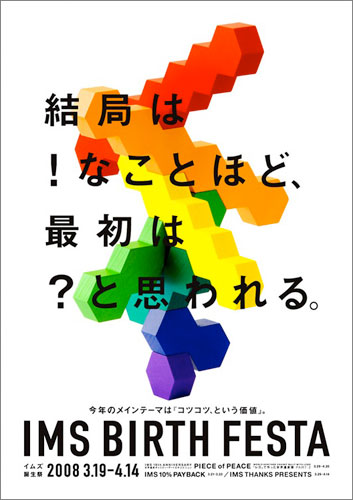 結局は
！なことほど、
最初は
？と思われる。
今年のメインテーマは「コツコツ、という価値」。
IMS BIRTH FESTA
イムズ
誕生祭
2008 3.19-4.14
PIECE of PEACE
IMS 10% PAYBACK
IMS THANKS PRESENTS